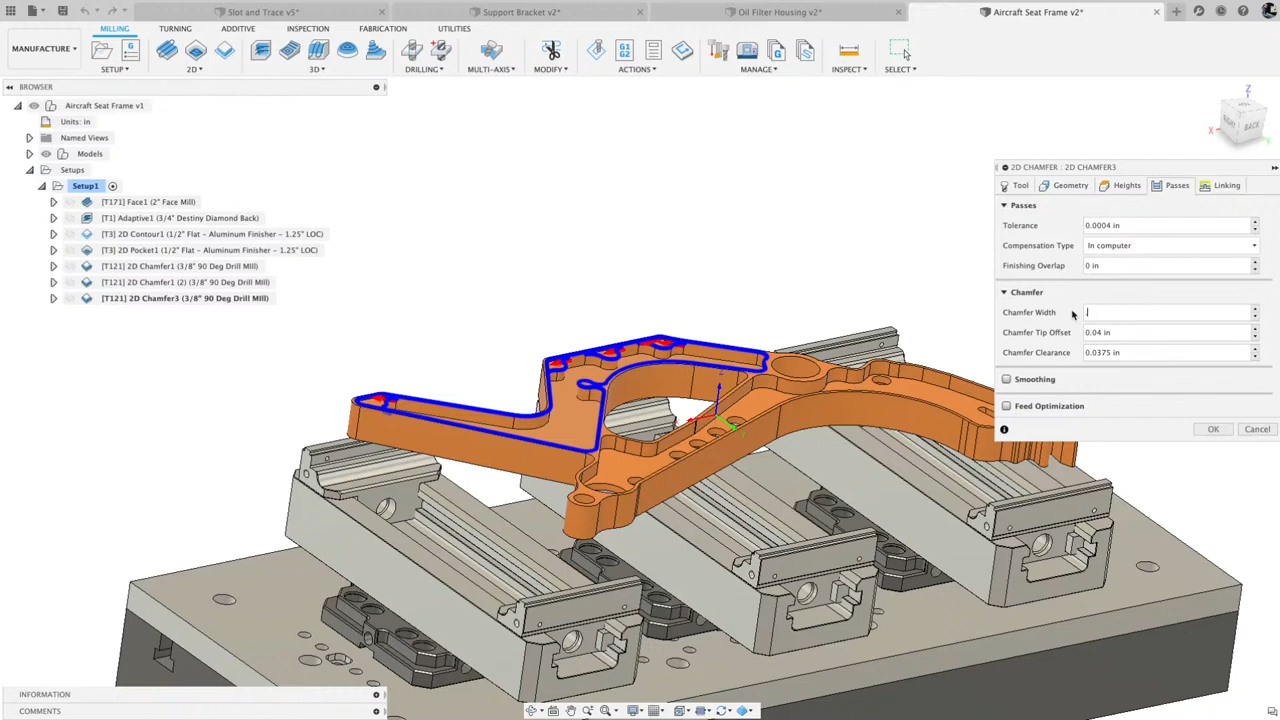 Slot and Trace v5*
Support Bracket v2*
Oil Filter Housing v2*
Aircraft Seat Frame v2*
MILLING
TURNING
ADDITIVE
INSPECTION
FABRICATION
UTILITIES
MANUFACTURE
SETUP
2D
3D
DRILLING
MULTI-AXIS
MODIFY
ACTIONS
MANAGE
INSPECT
SELECT
G1
G2
BROWSER
Aircraft Seat Frame v1
Units: in
Named Views
Models
Setups
Setup1
[T171] Face1 (2" Face Mill)
[T1] Adaptive1 (3/4" Destiny Diamond Back)
[T3] 2D Contour1 (1/2" Flat - Aluminum Finisher - 1.25" LOC)
[T3] 2D Pocket1 (1/2" Flat - Aluminum Finisher - 1.25" LOC)
[T121] 2D Chamfer1 (3/8" 90 Deg Drill Mill)
[T121] 2D Chamfer1 (2) (3/8" 90 Deg Drill Mill)
[T121] 2D Chamfer3 (3/8" 90 Deg Drill Mill)
Z
RIGHT
BACK
X
2D CHAMFER : 2D CHAMFER3
Tool
Geometry
Heights
Passes
Linking
Passes
Tolerance
0.0004 in
Compensation Type
In computer
Finishing Overlap
0 in
Chamfer
Chamfer Width
.
Chamfer Tip Offset
0.04 in
Chamfer Clearance
0.0375 in
Smoothing
Feed Optimization
OK
Cancel
INFORMATION
COMMENTS